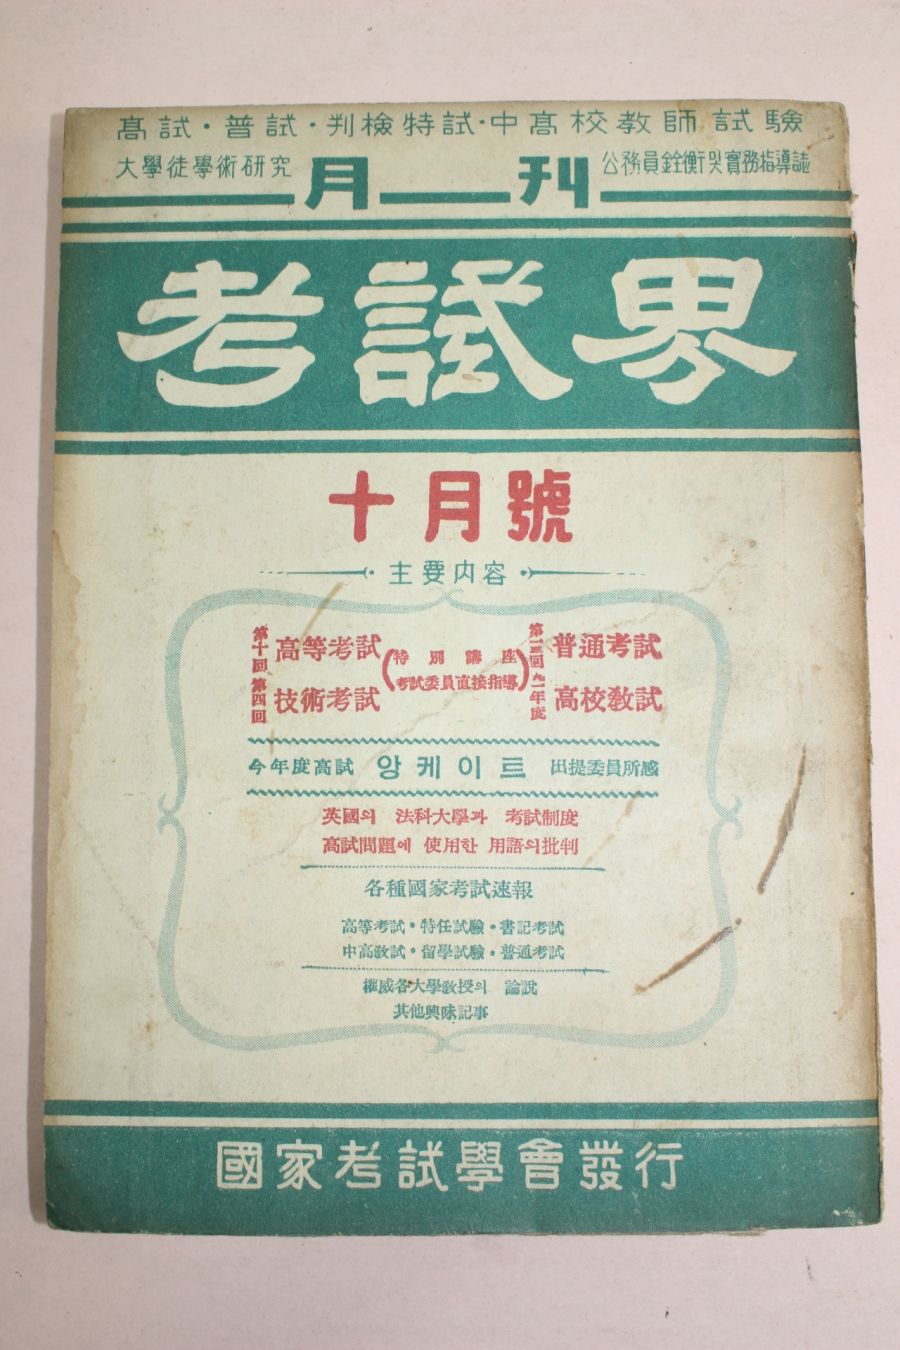 高試·普試·判檢特試·中高校教師試驗
大學徒學術研究
月刊
公務員銓衡및實務指導誌
考試界
十月號
主要內容
第十回 高等考試
第四回 技術考試
(特別講座
考試委員直接指導)
普通考試
年度 高校敎試
今年度高試 앙케이트 出提委員所感
英國의 法科大學과 考試制度
高試問題에 使用한 用語의批判
各種國家考試速報
高等考試·特任試驗·書記考試
中高敎試·留學試驗·普通考試
權威各大學敎授의 論說
其他興味記事
國家考試學會發行